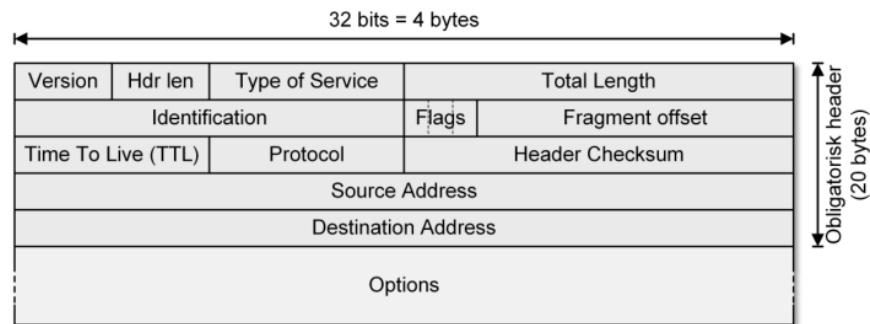 32 bits = 4 bytes
Version Hdr len Type of Service Total Length
Identification Flags Fragment offset
Time To Live (TTL) Protocol Header Checksum
Source Address
Destination Address
Options
Obligatorisk header
(20 bytes)